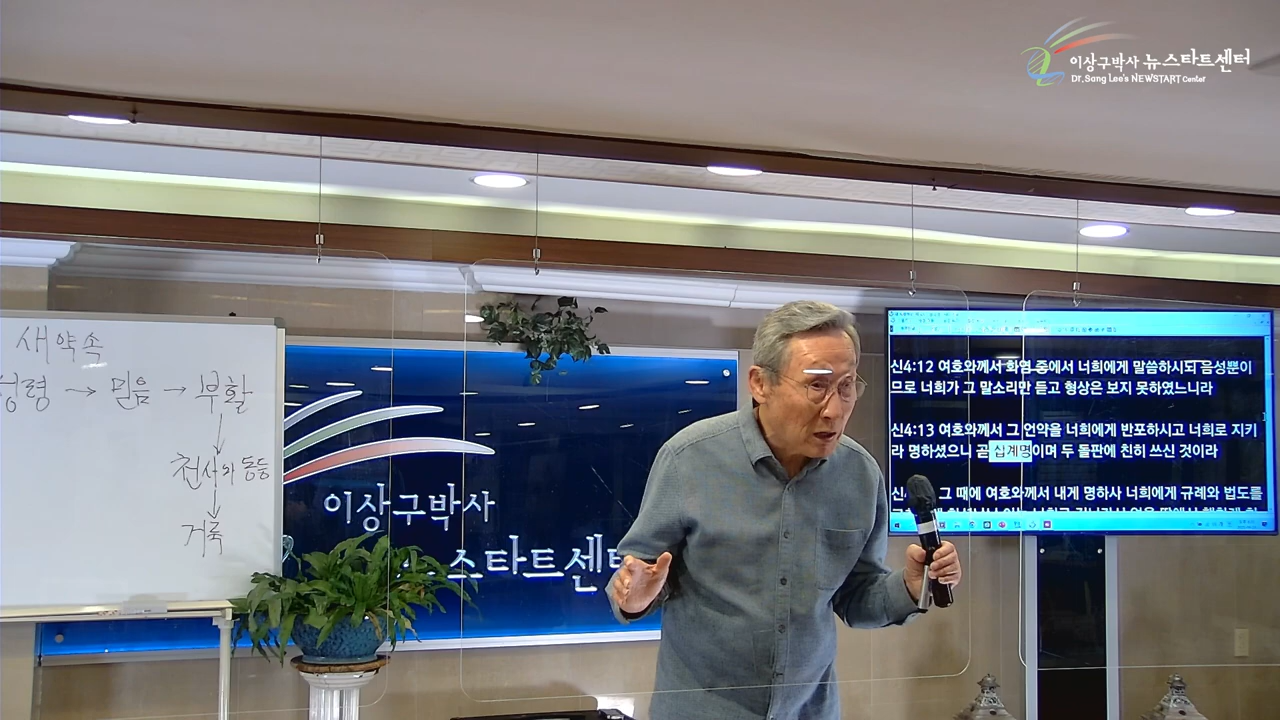 이상구박사 뉴스타트센터
Dr. Sang Lee's NEWSTART Center
새약속
성령 → 믿음 → 부활
천사와 동등
거룩
이상구박사
뉴스타트센터
신4:12 여호와께서 화염 중에서 너희에게 말씀하시되 음성뿐이
므로 너희가 그 말소리만 듣고 형상은 보지 못하였느니라
신4:13 여호와께서 그 언약을 너희에게 반포하시고 너희로 지키
라 명하셨으니 곧 십계명이며 두 돌판에 친히 쓰신 것이라
그 때에 여호와께서 내게 명하사 너희에게 규례와 법도를